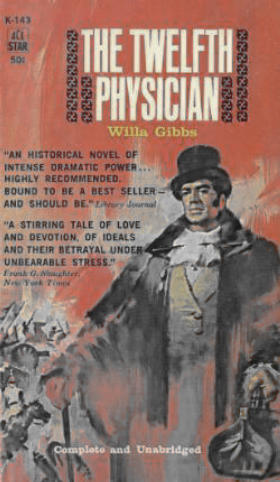 K-143
ACE
STAR
50¢
THE TWELFTH
PHYSICIAN
Willa Gibbs
"AN HISTORICAL NOVEL OF
INTENSE DRAMATIC POWER...
HIGHLY RECOMMENDED.
BOUND TO BE A BEST SELLER—
AND SHOULD BE." Library Journal
"A STIRRING TALE OF LOVE
AND DEVOTION, OF IDEALS
AND THEIR BETRAYAL UNDER
UNBEARABLE STRESS."
Frank G. Slaughter,
New York Times
Complete and Unabridged